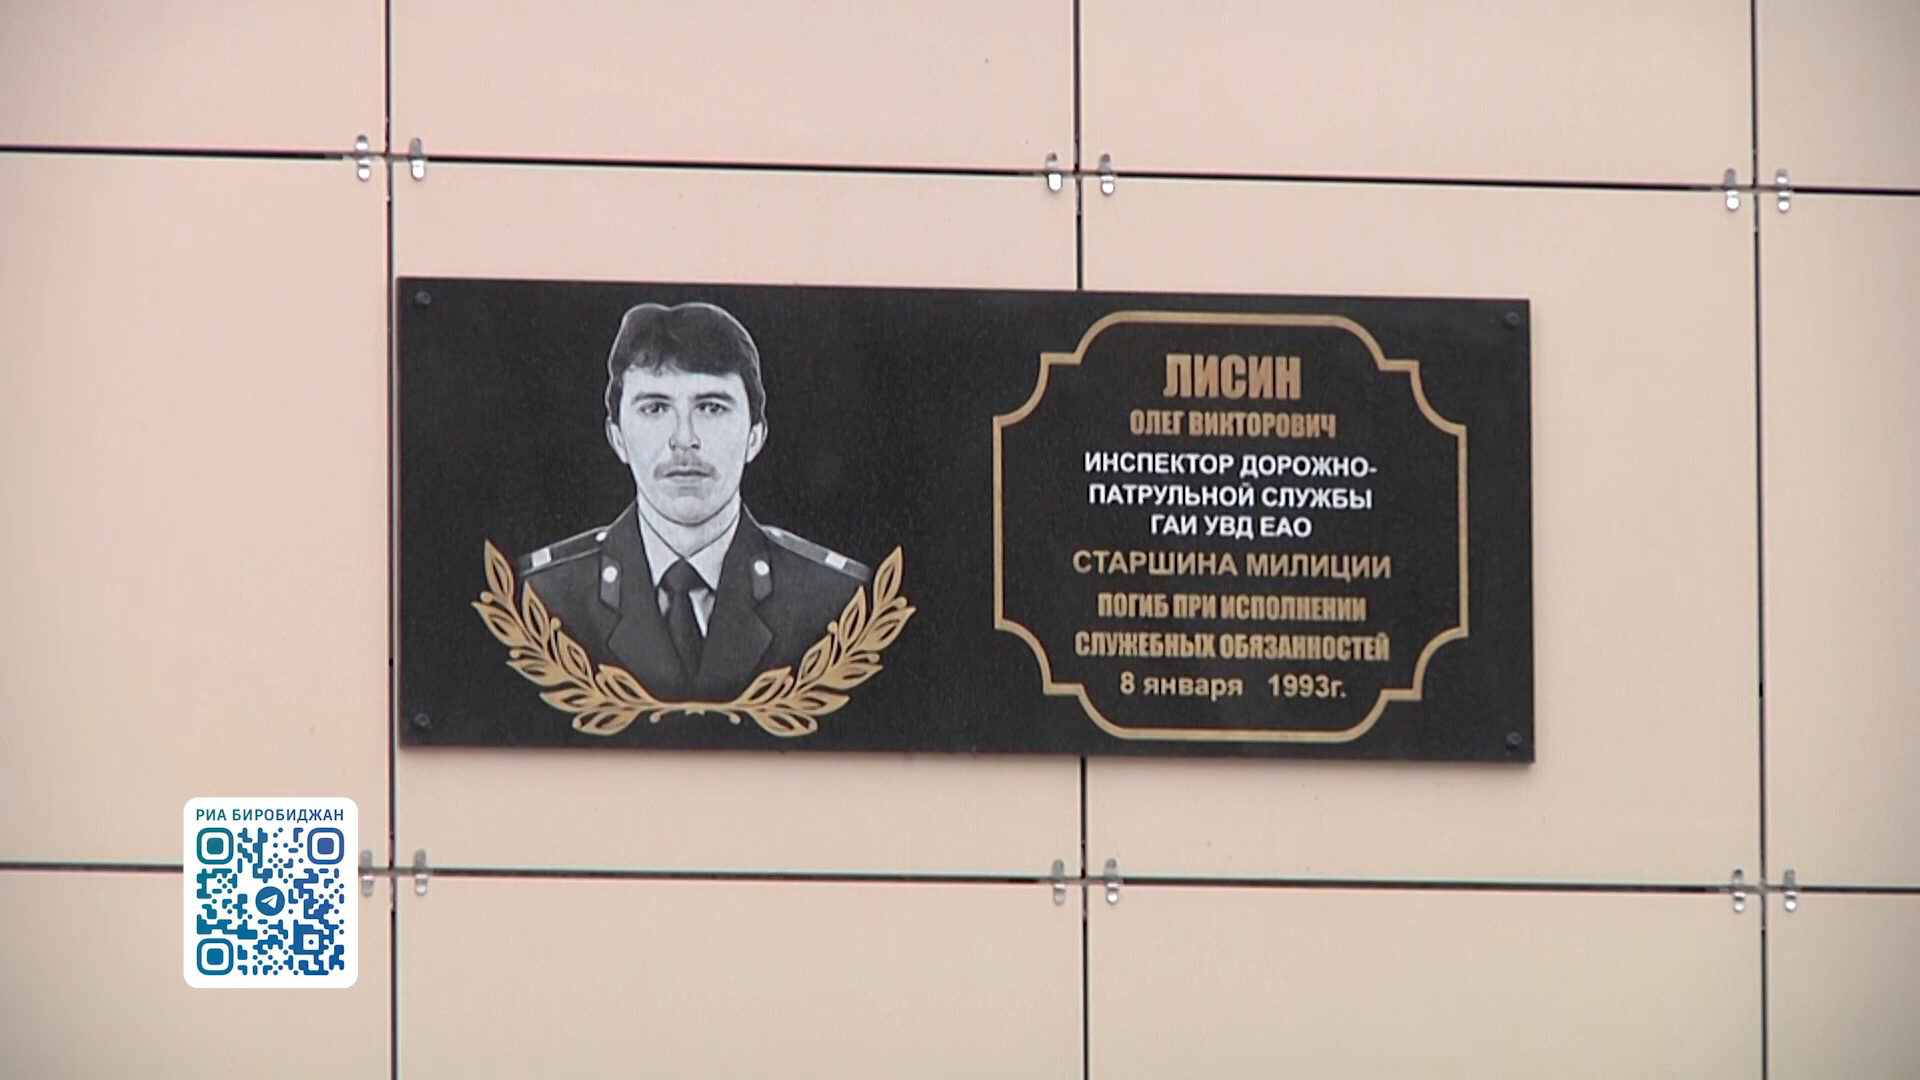 ЛИСИН
ОЛЕГ ВИКТОРОВИЧ
ИНСПЕКТОР ДОРОЖНО-
ПАТРУЛЬНОЙ СЛУЖБЫ
ГАИ УВД ЕАО
СТАРШИНА МИЛИЦИИ
ПОГИБ ПРИ ИСПОЛНЕНИИ
СЛУЖЕБНЫХ ОБЯЗАННОСТЕЙ
8 января 1993г.
РИА БИРОБИДЖАН